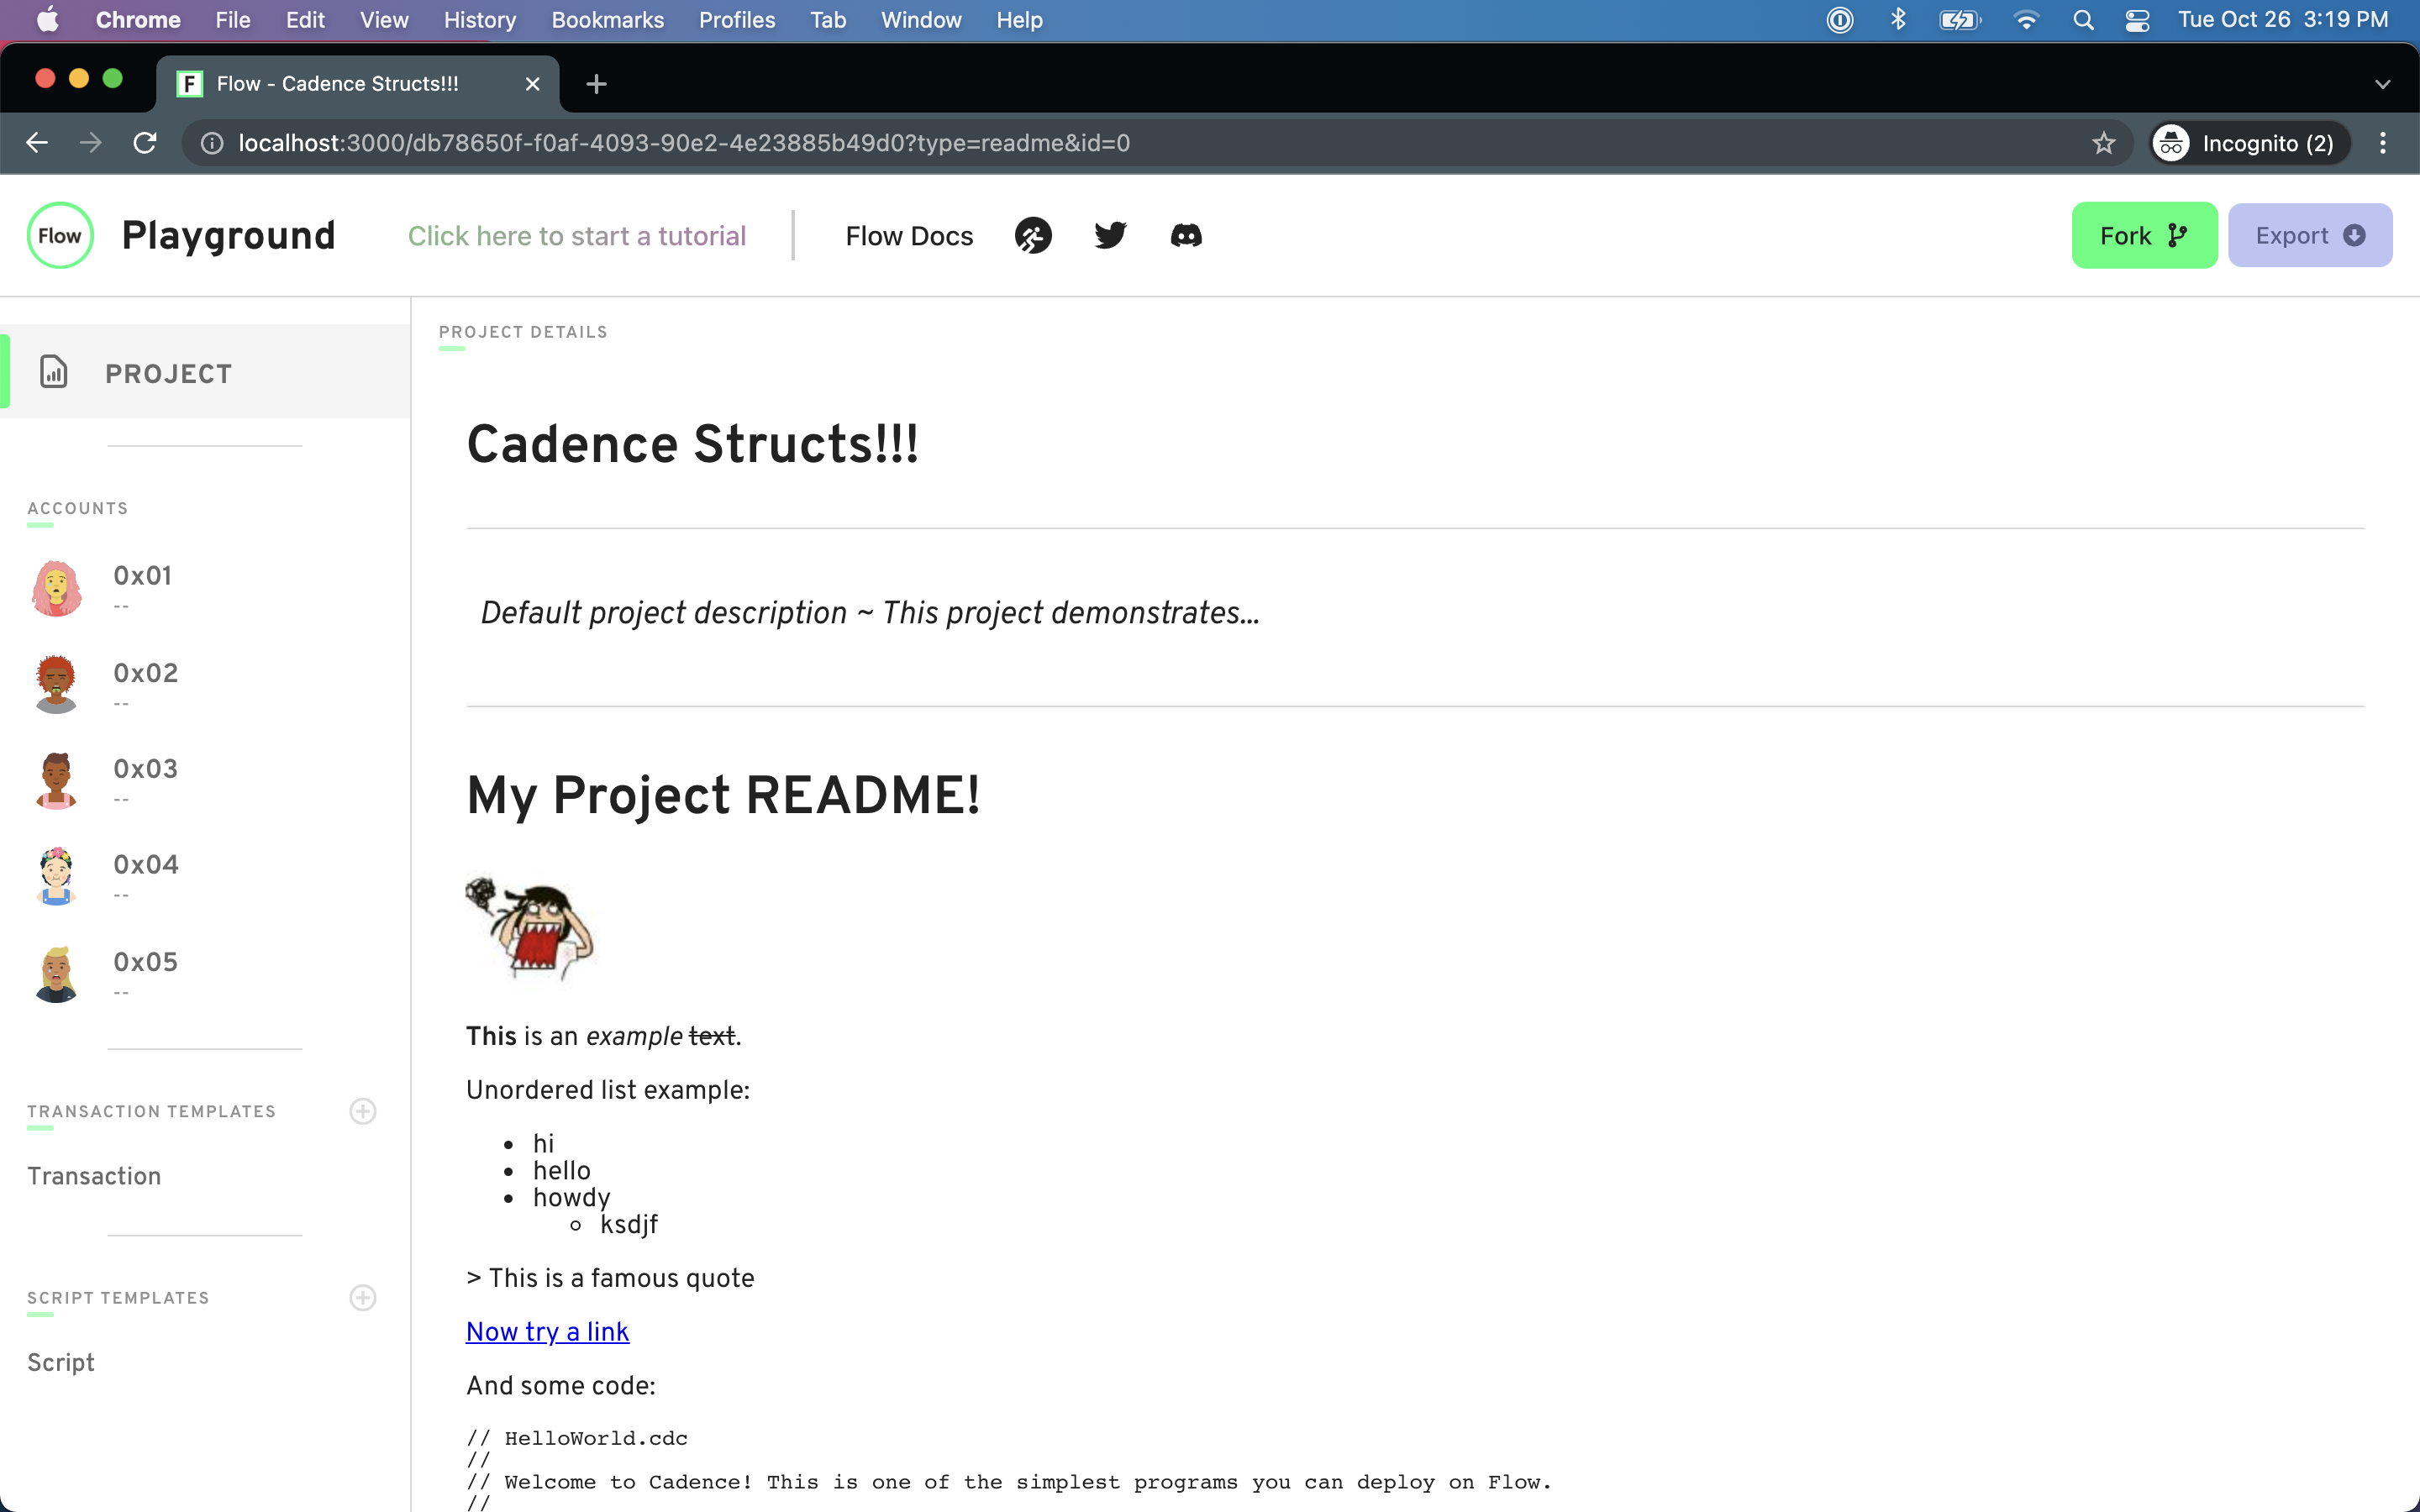 Chrome File Edit View History Bookmarks Profiles Tab Window Help Tue Oct 26 3:19 PM
F Flow - Cadence Structs!!!
localhost:3000/db78650f-f0af-4093-90e2-4e23885b49d0?type=readme&id=0 Incognito (2)
Flow Playground Click here to start a tutorial Flow Docs Fork Export
PROJECT
ACCOUNTS
0x01
--
0x02
--
0x03
--
0x04
--
0x05
--
TRANSACTION TEMPLATES
Transaction
SCRIPT TEMPLATES
Script
PROJECT DETAILS
Cadence Structs!!!
Default project description ~ This project demonstrates...
My Project README!
This is an example text.
Unordered list example:
hi
hello
howdy
ksdjf
> This is a famous quote
Now try a link
And some code:
// HelloWorld.cdc
//
// Welcome to Cadence! This is one of the simplest programs you can deploy on Flow.
//